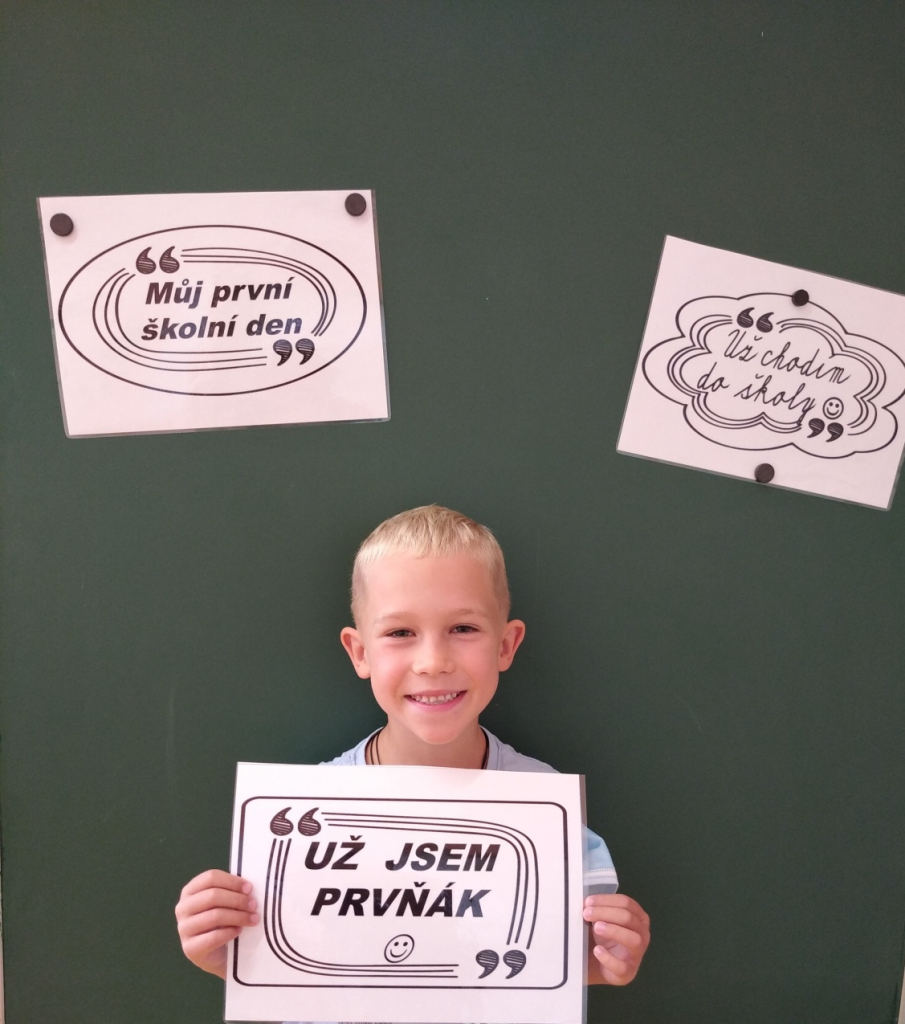 Můj první
školní den
Už chodím
do školy
UŽ JSEM
PRVŇÁK